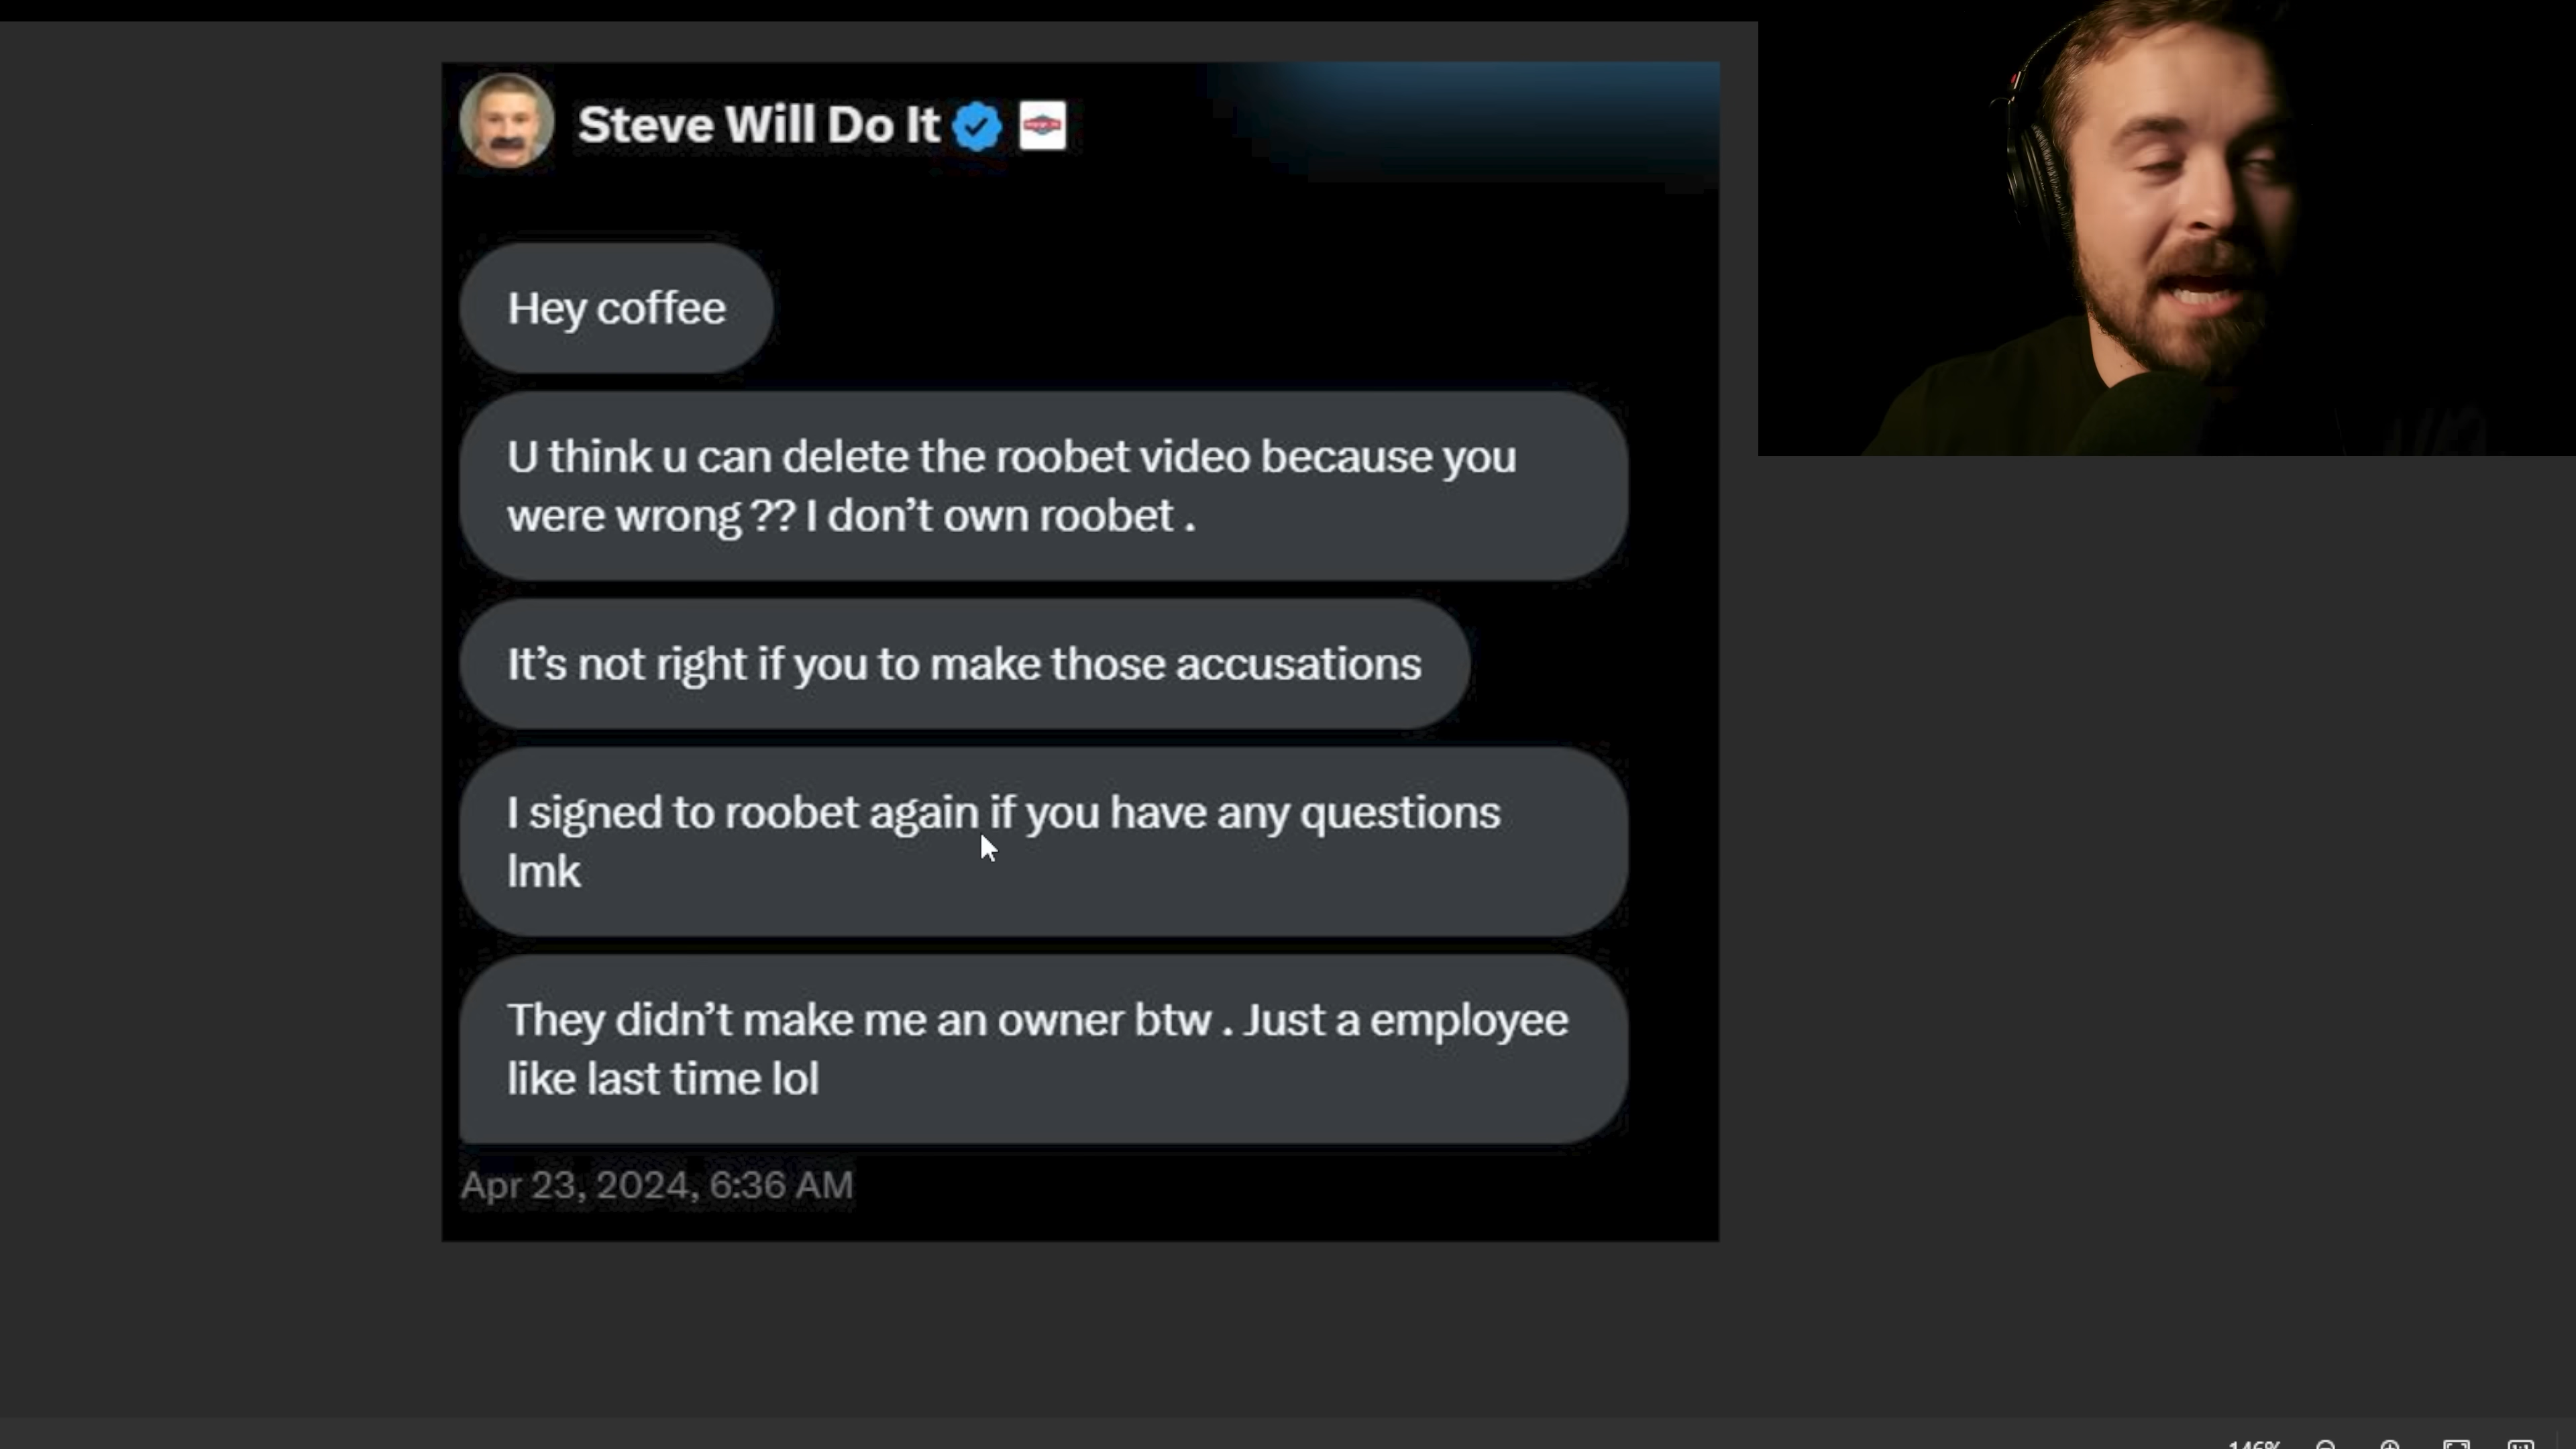 Steve Will Do It
Hey coffee
U think u can delete the roobet video because you
were wrong ?? I don’t own roobet .
It’s not right if you to make those accusations
I signed to roobet again if you have any questions
lmk
They didn’t make me an owner btw . Just a employee
like last time lol
Apr 23, 2024, 6:36 AM
146%